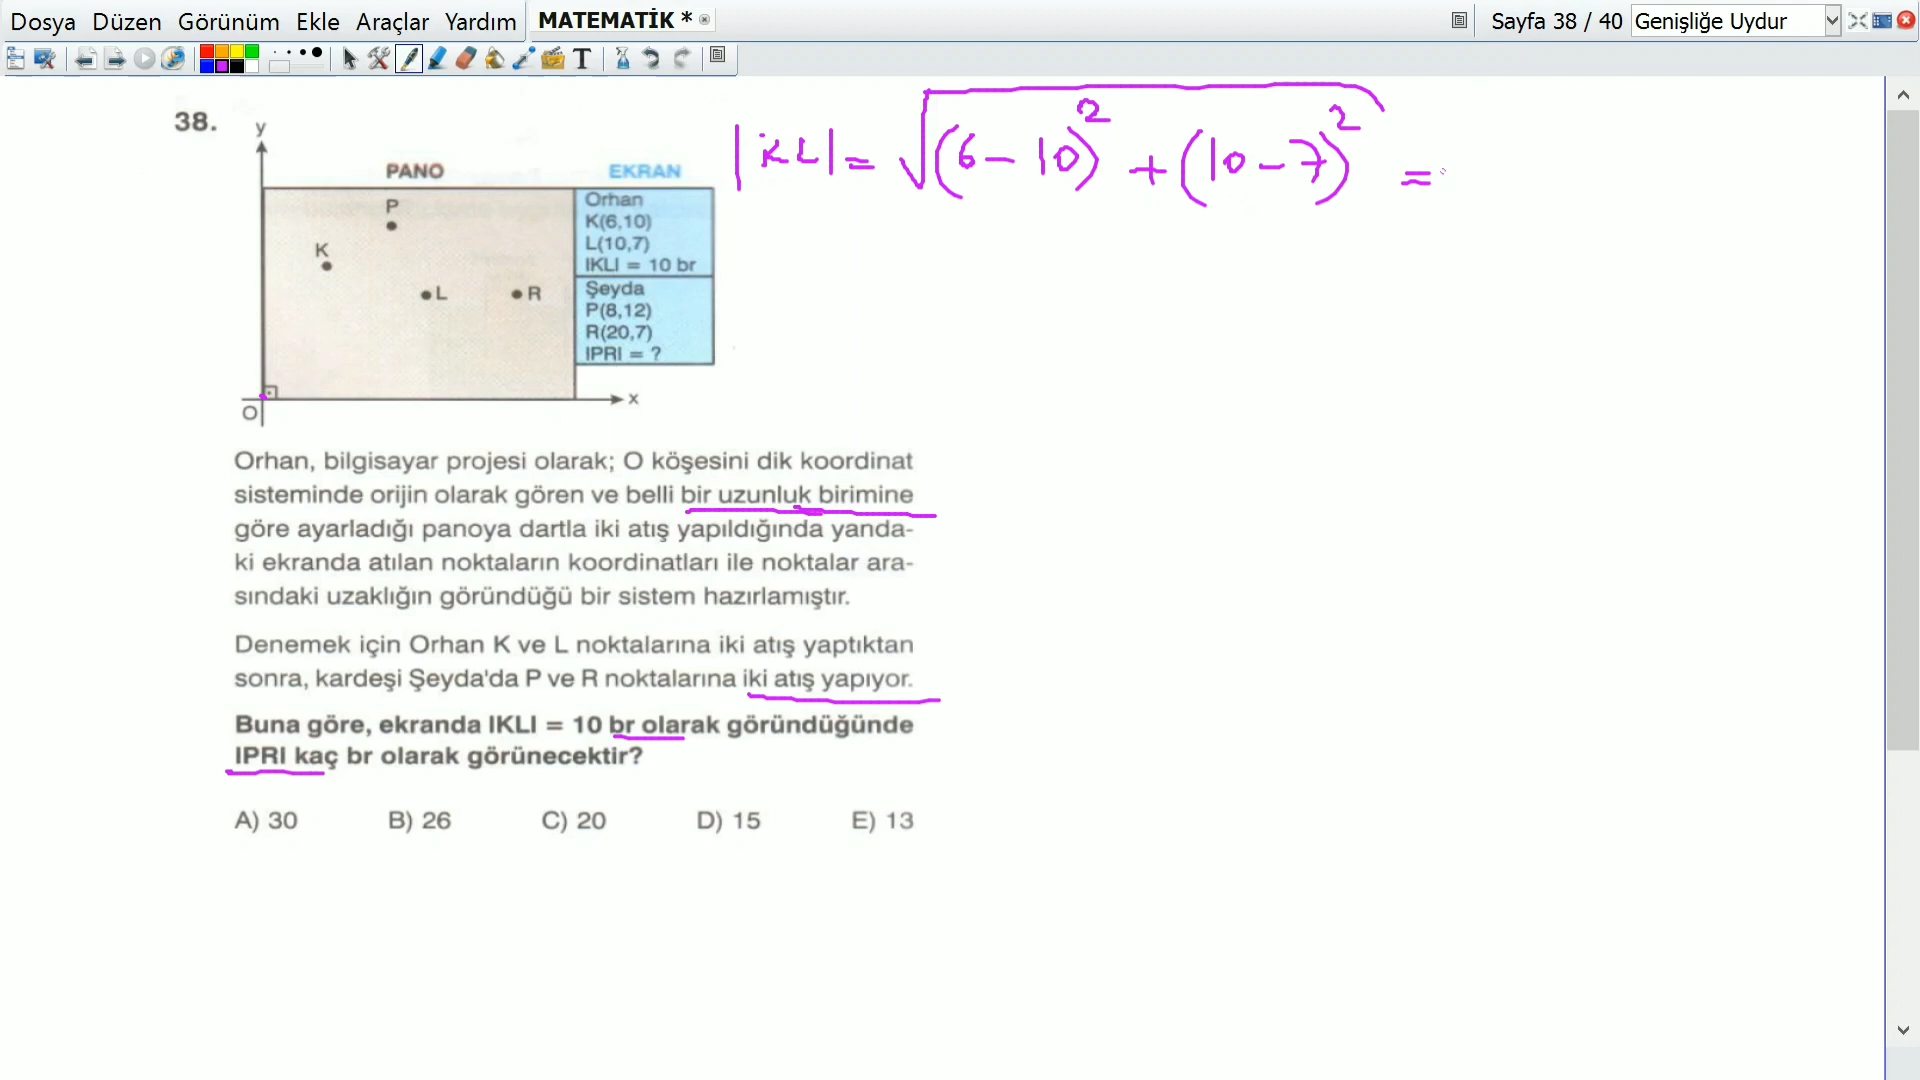 Dosya Düzen Görünüm Ekle Araçlar Yardım
MATEMATİK *
Sayfa 38 / 40
Genişliğe Uydur
|KL| = √(6 - 10)² + (10 - 7)² =
38.
y
PANO
EKRAN
P
K
L
R
Orhan
K(6,10)
L(10,7)
IKLI = 10 br
Şeyda
P(8,12)
R(20,7)
IPRI = ?
O
x
Orhan, bilgisayar projesi olarak; O köşesini dik koordinat
sisteminde orijin olarak gören ve belli bir uzunluk birimine
göre ayarladığı panoya dartla iki atış yapıldığında yanda-
ki ekranda atılan noktaların koordinatları ile noktalar ara-
sındaki uzaklığın göründüğü bir sistem hazırlamıştır.
Denemek için Orhan K ve L noktalarına iki atış yaptıktan
sonra, kardeşi Şeyda'da P ve R noktalarına iki atış yapıyor.
Buna göre, ekranda IKLI = 10 br olarak göründüğünde
IPRI kaç br olarak görünecektir?
A) 30 B) 26 C) 20 D) 15 E) 13